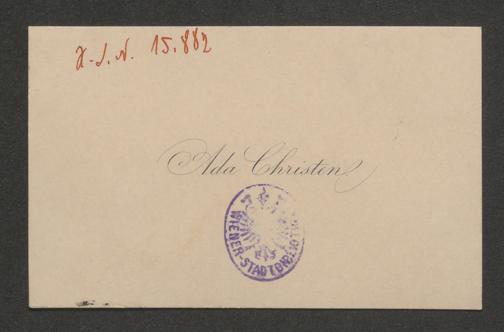 H.I.N. 15.882
Ada Christen
WIENER-STADTBIBLIOTHEK